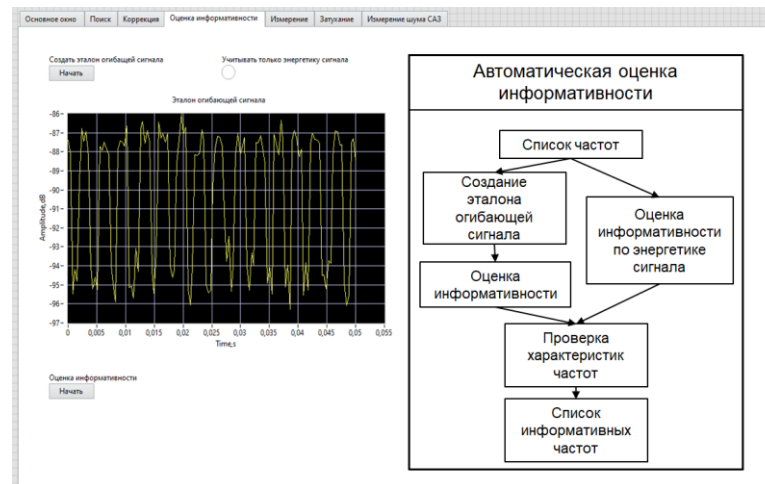 Основное окно Поиск Коррекция Оценка информативности Измерение Затухание Измерение шума САЗ
Создать эталон огибащей сигнала
Начать
Учитывать только энергетику сигнала
Эталон огибающей сигнала
-86-
-87-
-88-
-89-
-90-
-91-
-92-
-93-
-94-
-95-
-96-
-97-
Amplitude,dB
0 0,005 0,01 0,015 0,02 0,025 0,03 0,035 0,04 0,045 0,05 0,055
Time,s
Оценка информативности
Начать
Автоматическая оценка
информативности
Список частот
Создание
эталона
огибающей
сигнала
Оценка
информативности
по энергетике
сигнала
Оценка
информативности
Проверка
характеристик
частот
Список
информативных
частот